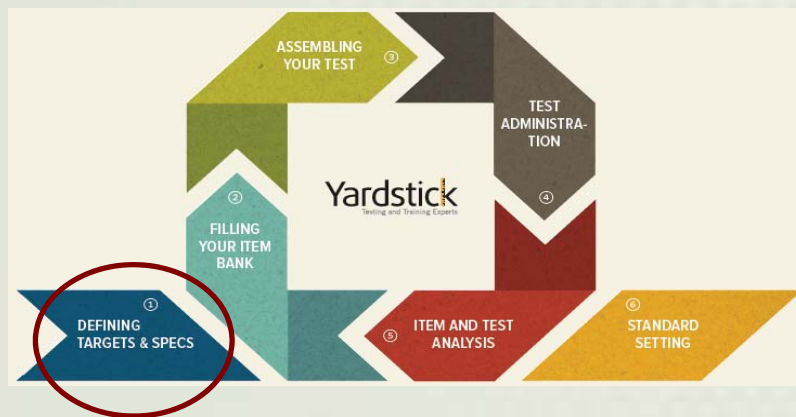 ①
DEFINING
TARGETS & SPECS
②
FILLING
YOUR ITEM
BANK
③
ASSEMBLING
YOUR TEST
TEST
ADMINISTRA-
TION
④
Yardstick
Testing and Training Experts
⑤
ITEM AND TEST
ANALYSIS
⑥
STANDARD
SETTING